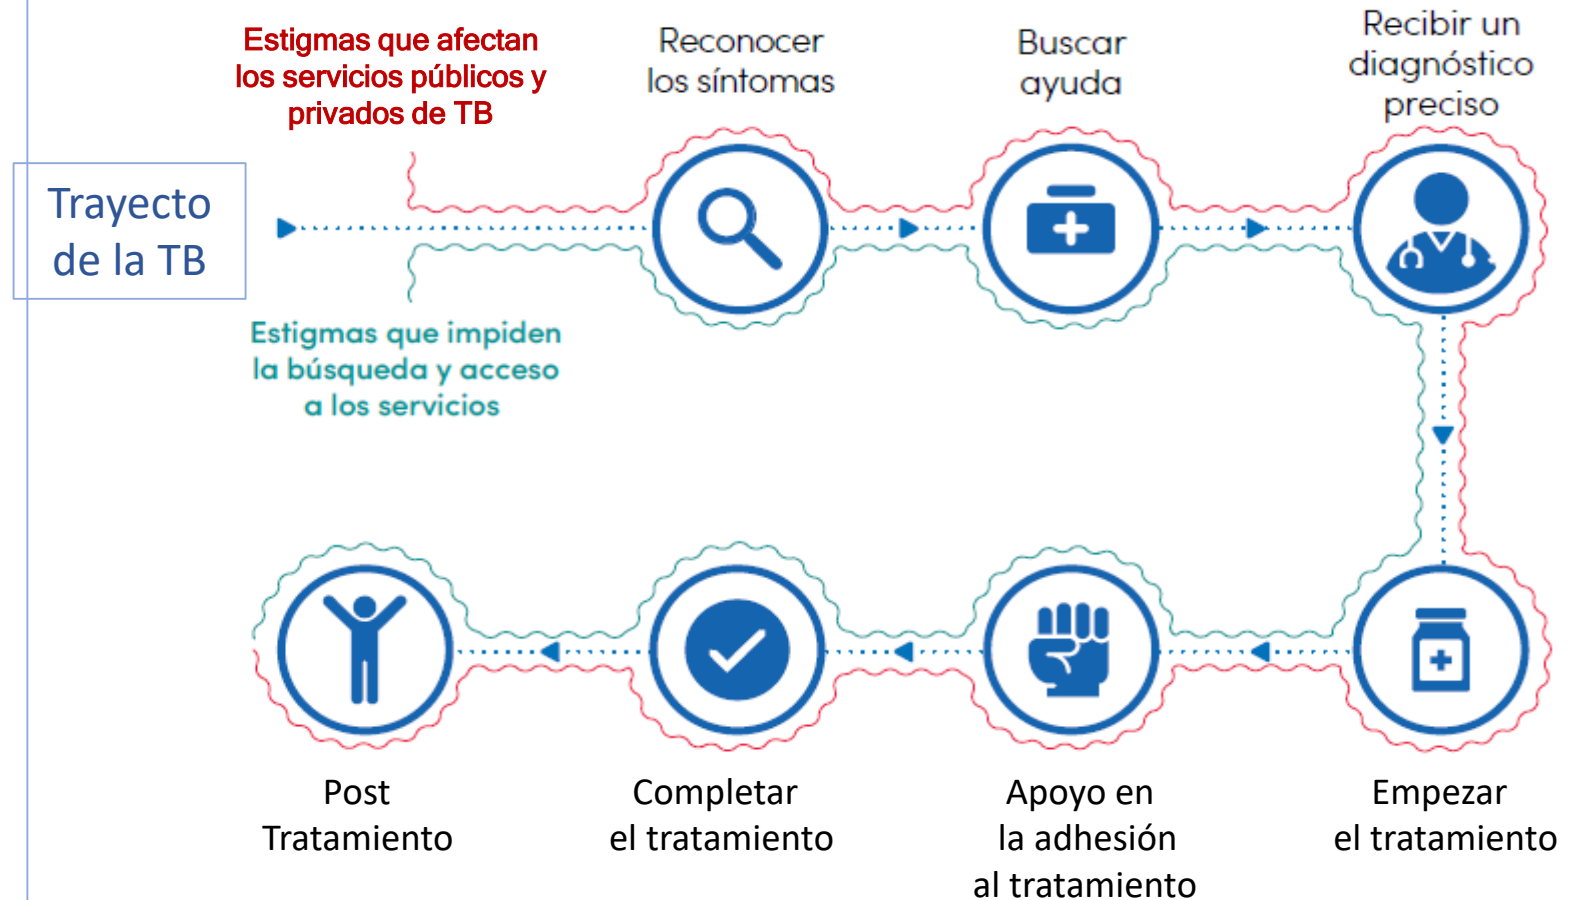 Estigmas que afectan
los servicios públicos y
privados de TB
Reconocer
los síntomas
Buscar
ayuda
Recibir un
diagnóstico
preciso
Trayecto
de la TB
Estigmas que impiden
la búsqueda y acceso
a los servicios
Post
Tratamiento
Completar
el tratamiento
Apoyo en
la adhesión
al tratamiento
Empezar
el tratamiento